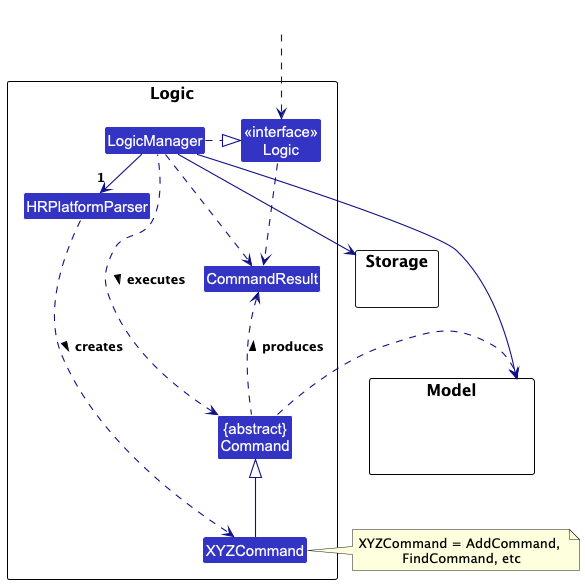 Logic
LogicManager
«interface»
Logic
1
HRPlatformParser
Storage
CommandResult
executes
creates
produces
Model
{abstract}
Command
XYZCommand
XYZCommand = AddCommand,
FindCommand, etc